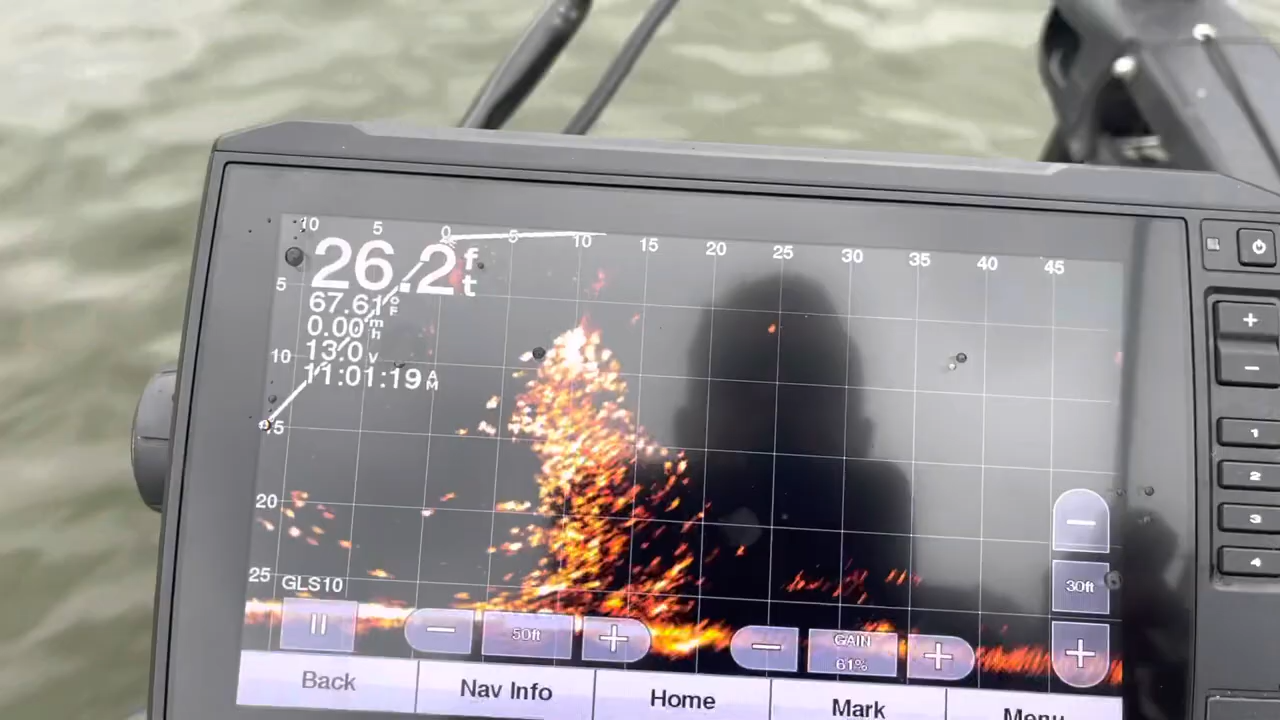 10 5 0 5 10 15 20 25 30 35 40 45
26.2 ft
5
67.61 °F
0.00 mh
10
13.0 v
11:01:19 AM
15
20
25
GLS10
30ft
50ft
GAIN
61%
Back Nav Info Home Mark Menu
1
2
3
4